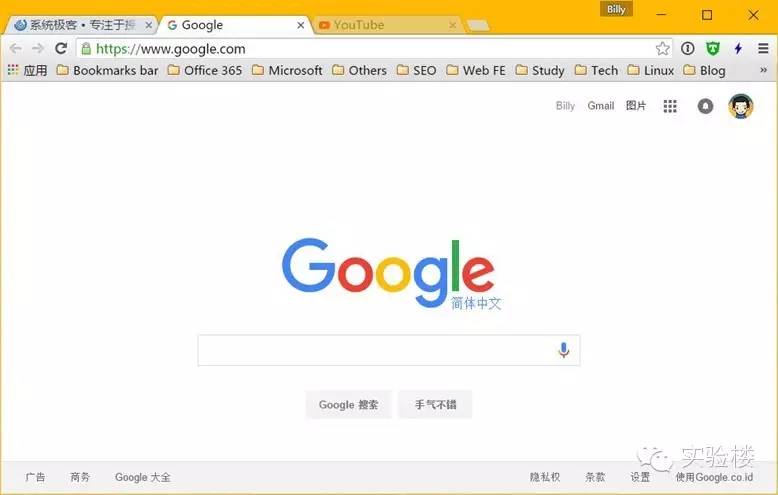 Billy
系统极客 • 专注于
Google
YouTube
https://www.google.com
应用 Bookmarks bar Office 365 Microsoft Others SEO Web FE Study Tech Linux Blog »
Billy Gmail 图片
Google
简体中文
Google 搜索 手气不错
实验楼
广告 商务 Google 大全 隐私权 条款 设置 使用Google.co.id